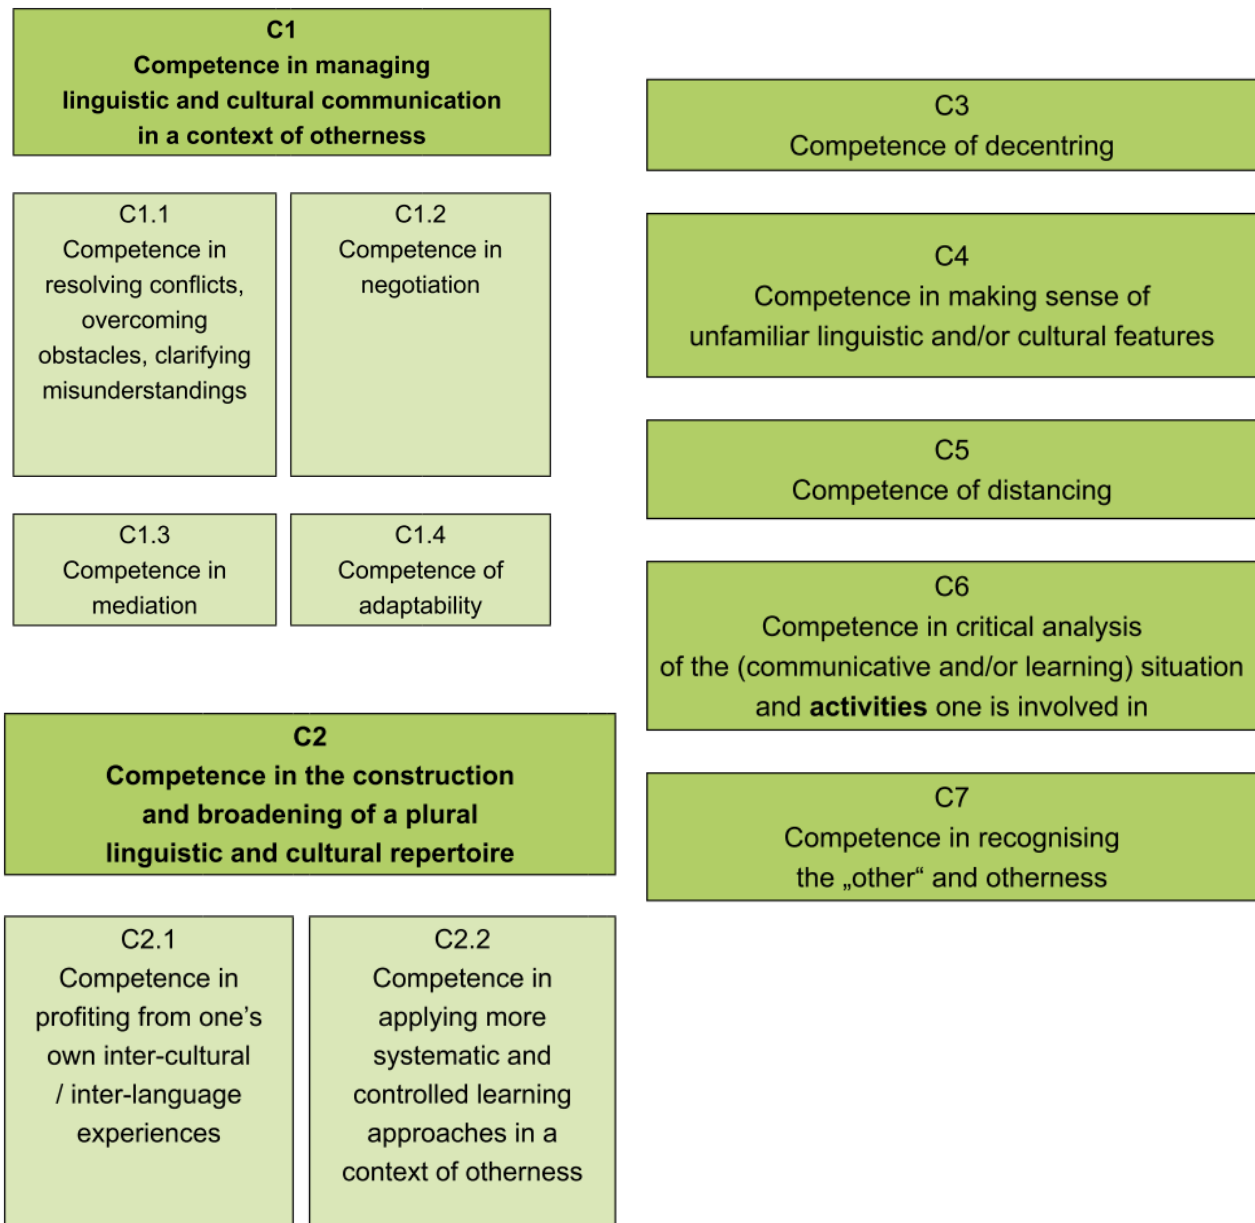 C1
Competence in managing
linguistic and cultural communication
in a context of otherness
C1.1
Competence in
resolving conflicts,
overcoming
obstacles, clarifying
misunderstandings
C1.2
Competence in
negotiation
C1.3
Competence in
mediation
C1.4
Competence of
adaptability
C2
Competence in the construction
and broadening of a plural
linguistic and cultural repertoire
C2.1
Competence in
profiting from one’s
own inter-cultural
/ inter-language
experiences
C2.2
Competence in
applying more
systematic and
controlled learning
approaches in a
context of otherness
C3
Competence of decentring
C4
Competence in making sense of
unfamiliar linguistic and/or cultural features
C5
Competence of distancing
C6
Competence in critical analysis
of the (communicative and/or learning) situation
and activities one is involved in
C7
Competence in recognising
the „other“ and otherness